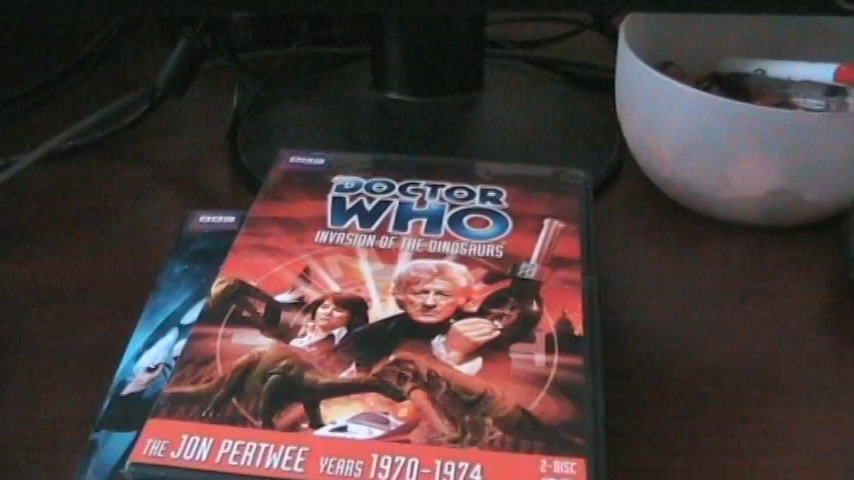 BBC
DOCTOR
WHO
INVASION OF THE DINOSAURS
BBC
THE JON PERTWEE YEARS 1970-1974
2-DISC